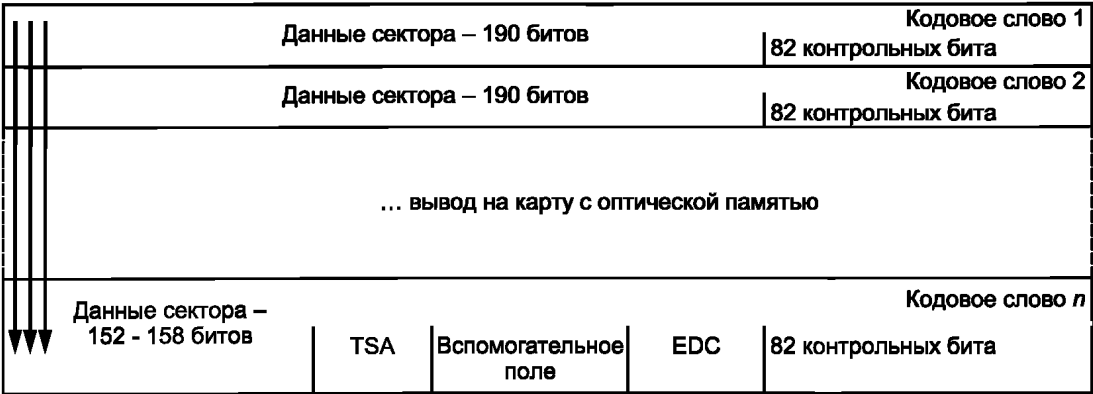 Кодовое слово 1
Данные сектора – 190 битов
82 контрольных бита
Кодовое слово 2
Данные сектора – 190 битов
82 контрольных бита
... вывод на карту с оптической памятью
Кодовое слово n
Данные сектора –
152 - 158 битов
TSA
Вспомогательное
поле
EDC
82 контрольных бита